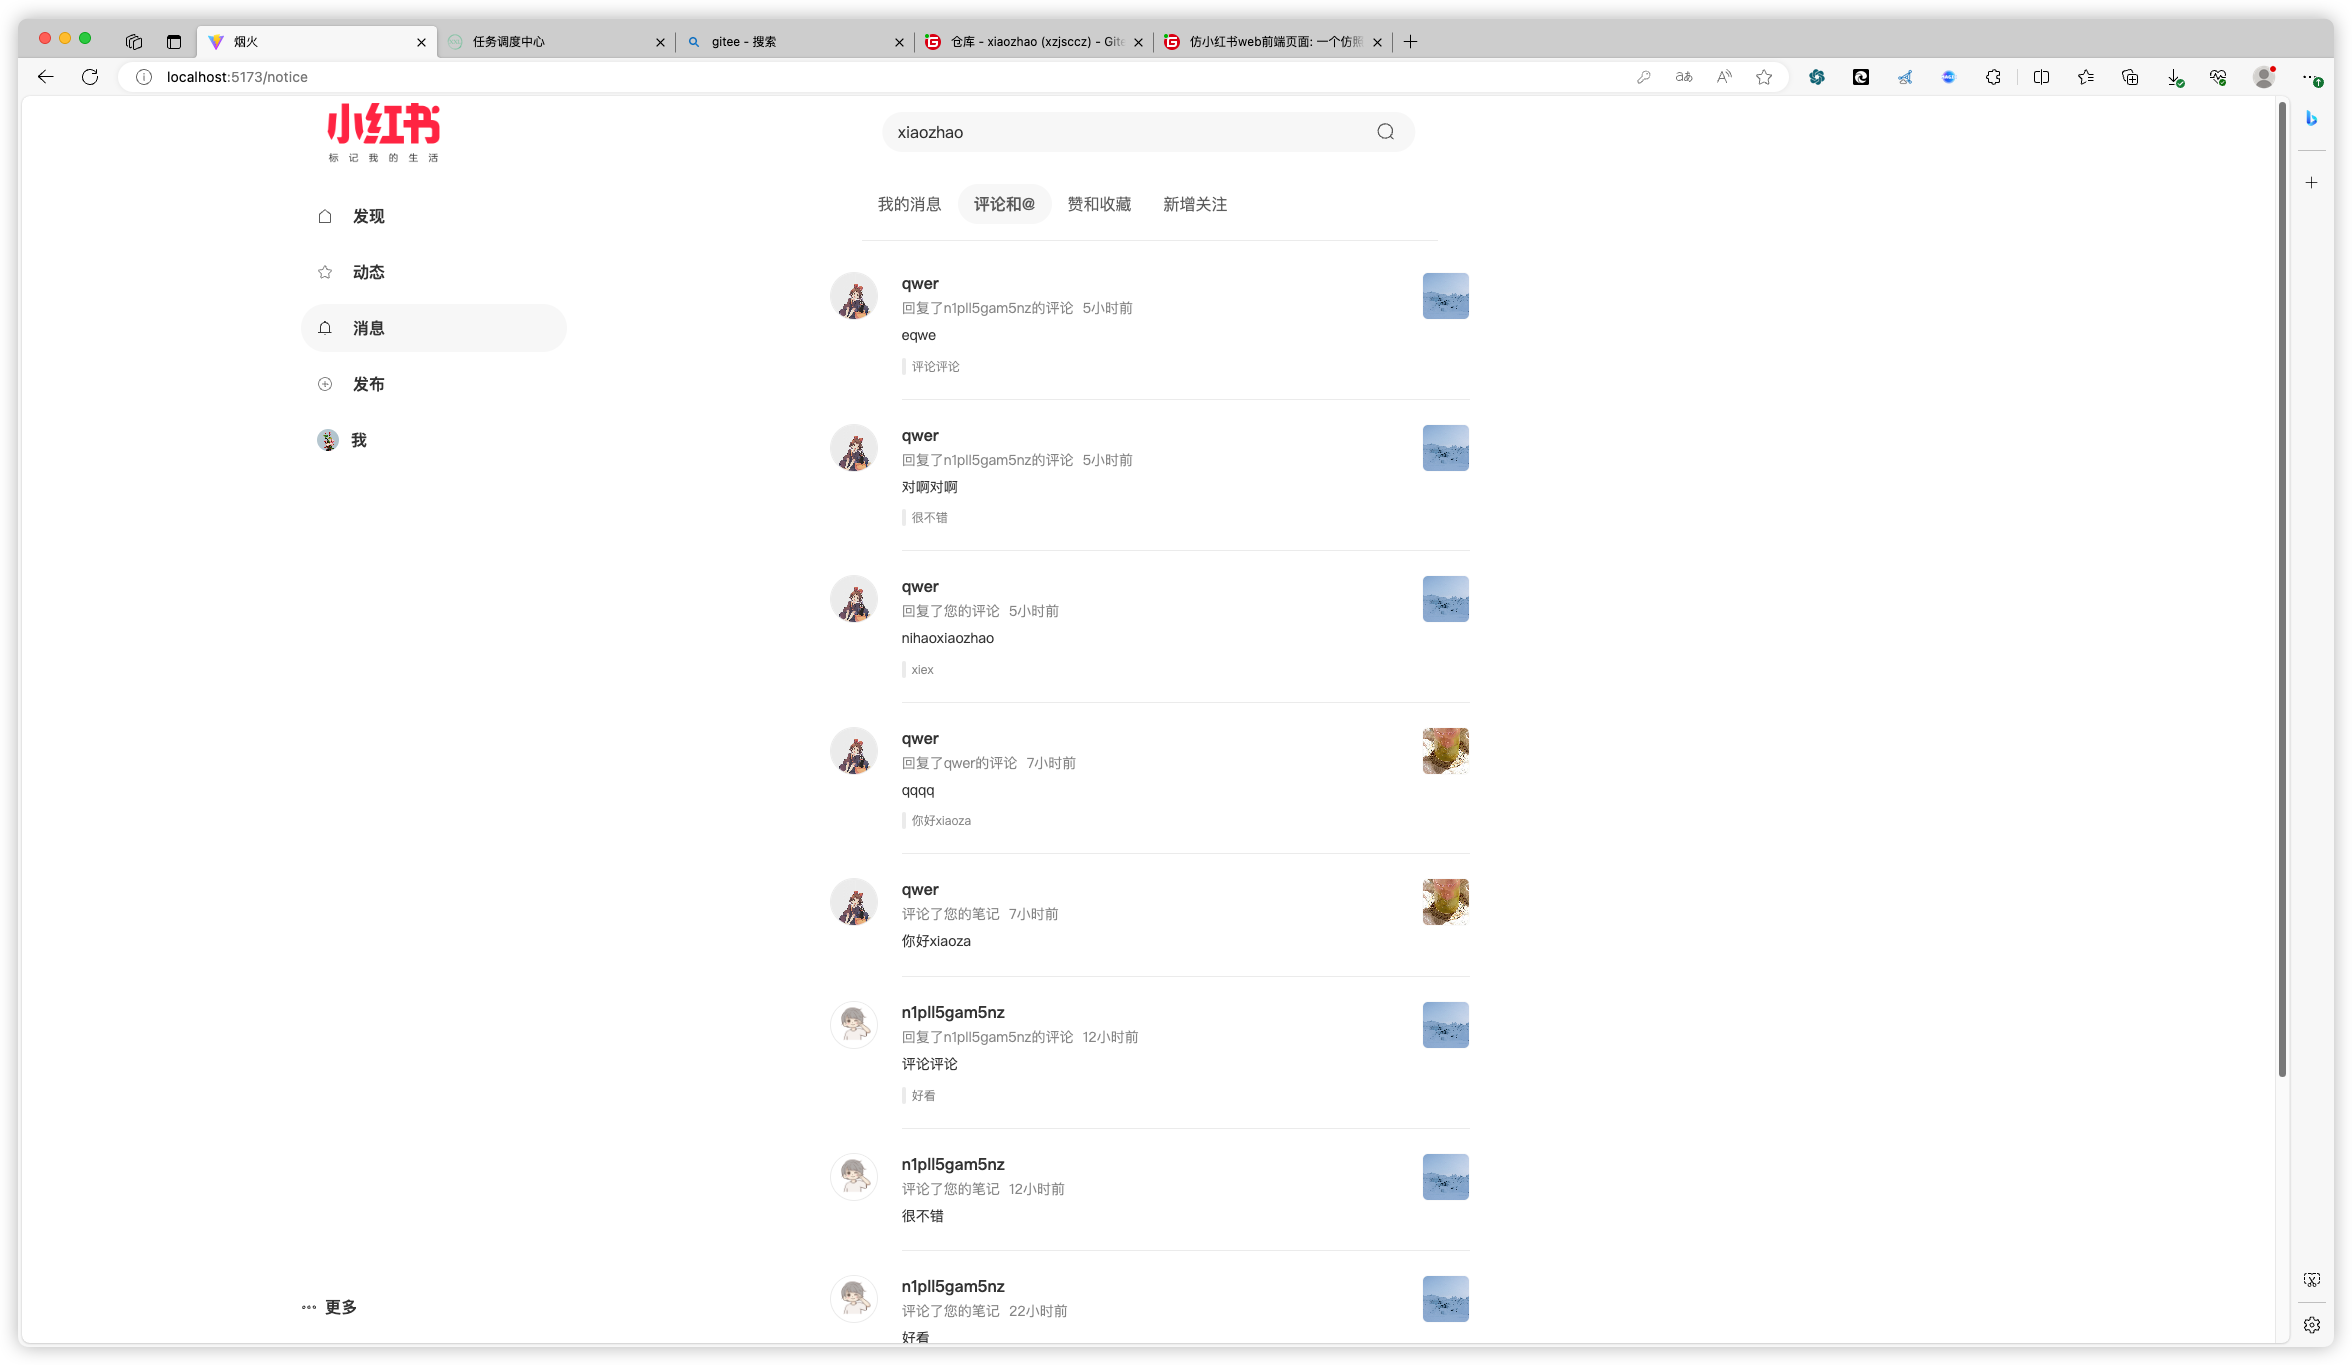 烟火
任务调度中心
gitee - 搜索
仓库 - xiaozhao (xzjsccz) - Gite
仿小红书web前端页面: 一个仿照
localhost:5173/notice
小红书
标记我的生活
xiaozhao
我的消息
评论和@
赞和收藏
新增关注
发现
动态
消息
发布
我
更多
qwer
回复了n1pll5gam5nz的评论 5小时前
eqwe
评论评论
qwer
回复了n1pll5gam5nz的评论 5小时前
对啊对啊
很不错
qwer
回复了您的评论 5小时前
nihaoxiaozhao
xiex
qwer
回复了qwer的评论 7小时前
qqqq
你好xiaoza
qwer
评论了您的笔记 7小时前
你好xiaoza
n1pll5gam5nz
回复了n1pll5gam5nz的评论 12小时前
评论评论
好看
n1pll5gam5nz
评论了您的笔记 12小时前
很不错
n1pll5gam5nz
评论了您的笔记 22小时前
好看